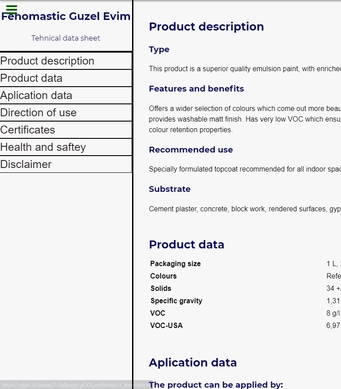 Fenomastic Guzel Evim
Tehnical data sheet
Product description
Product data
Aplication data
Direction of use
Certificates
Health and saftey
Disclaimer
Product description
Type
This product is a superior quality emulsion paint, with enriche
Features and benefits
Offers a wider selection of colours which come out more beau
provides washable matt finish. Has very low VOC which ensu
colour retention properties.
Recommended use
Specially formulated topcoat recommended for all indoor spac
Substrate
Cement plaster, concrete, block work, rendered surfaces, gyp
Product data
Packaging size 1 L,
Colours Refe
Solids 34 +
Specific gravity 1,31
VOC 8 g/l
VOC-USA 6,97
Aplication data
The product can be applied by: